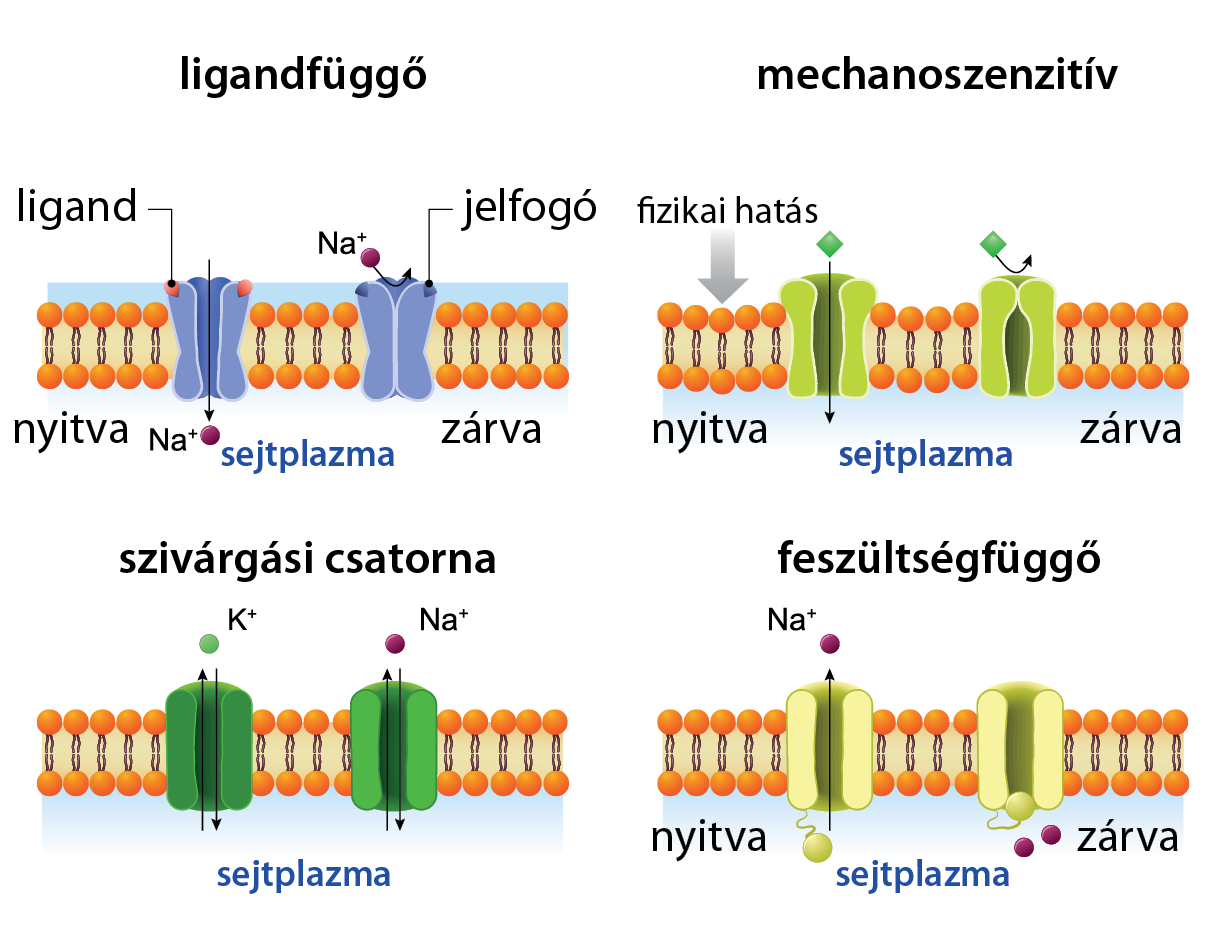 ligandfüggő
ligand
jelfogó
Na⁺
nyitva
Na⁺
zárva
sejtplazma
mechanoszenzitív
fizikai hatás
nyitva
zárva
sejtplazma
szivárgási csatorna
K⁺
Na⁺
sejtplazma
feszültségfüggő
Na⁺
nyitva
zárva
sejtplazma